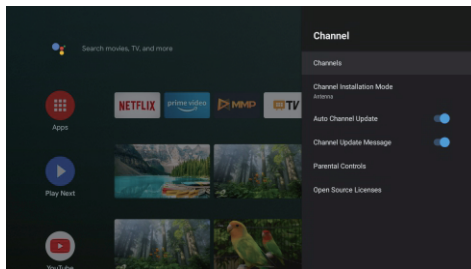 Search movies, TV, and more
Apps
NETFLIX
prime video
MMP
TV
Play Next
YouTube
Channel
Channels
Channel Installation Mode
Antenna
Auto Channel Update
Channel Update Message
Parental Controls
Open Source Licenses